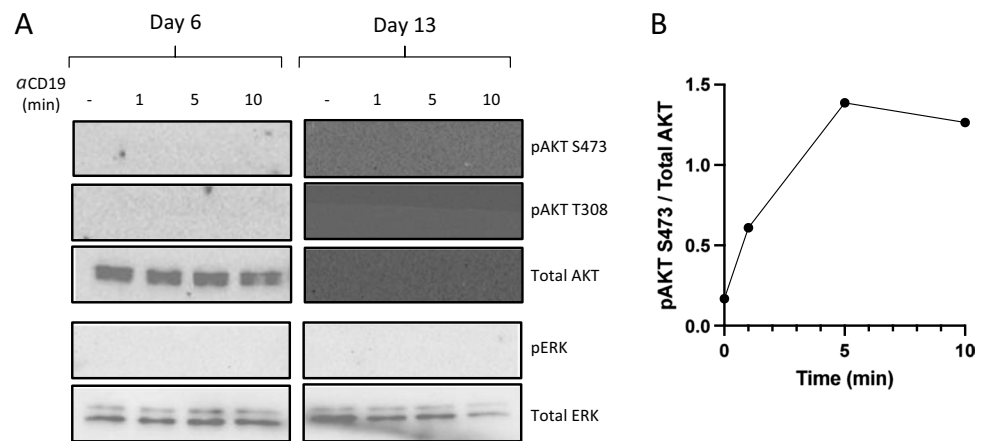 A
Day 6
Day 13
αCD19
(min)
- 1 5 10
- 1 5 10
pAKT S473
pAKT T308
Total AKT
pERK
Total ERK
B
pAKT S473 / Total AKT
1.5
1.0
0.5
0.0
0 5 10
Time (min)